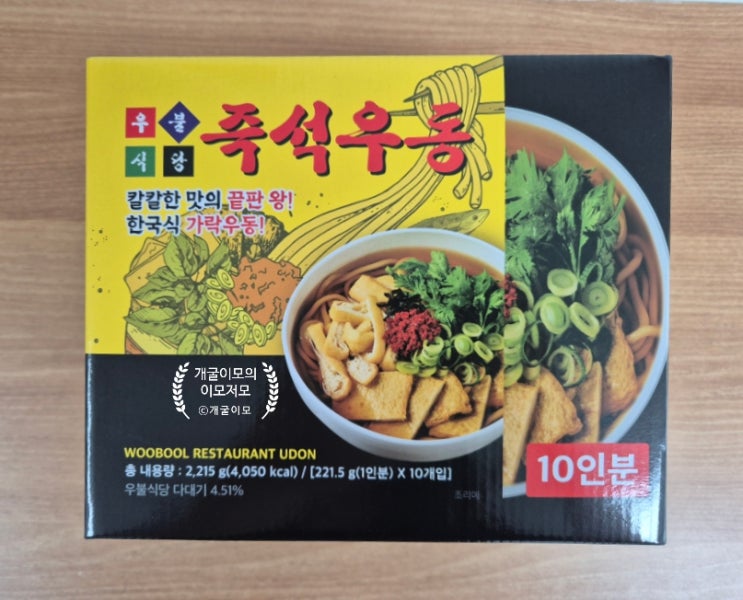 우불
식당
즉석우동
칼칼한 맛의 끝판 왕!
한국식 가락우동!
개굴이모의
이모저모
©개굴이모
WOOBOOL RESTAURANT UDON
총 내용량 : 2,215 g(4,050 kcal) / [221.5 g(1인분) X 10개입]
우불식당 다대기 4.51%
조리예
10인분